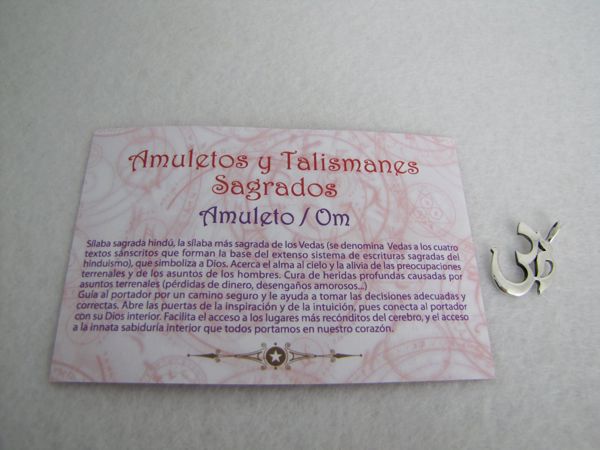 Amuletos y Talismanes
Sagrados
Amuleto / Om
Sílaba sagrada hindú, la sílaba más sagrada de los Vedas (se denomina Vedas a los cuatro
textos sánscritos que forman la base del extenso sistema de escrituras sagradas del
hinduismo), que simboliza a Dios. Acerca el alma al cielo y la alivia de las preocupaciones
terrenales y de los asuntos de los hombres. Cura de heridas profundas causadas por
asuntos terrenales (pérdidas de dinero, desengaños amorosos...)
Guía al portador por un camino seguro y le ayuda a tomar las decisiones adecuadas y
correctas. Abre las puertas de la inspiración y de la intuición, pues conecta al portador
con su Dios interior. Facilita el acceso a los lugares más recónditos del cerebro, y el acceso
a la innata sabiduría interior que todos portamos en nuestro corazón.